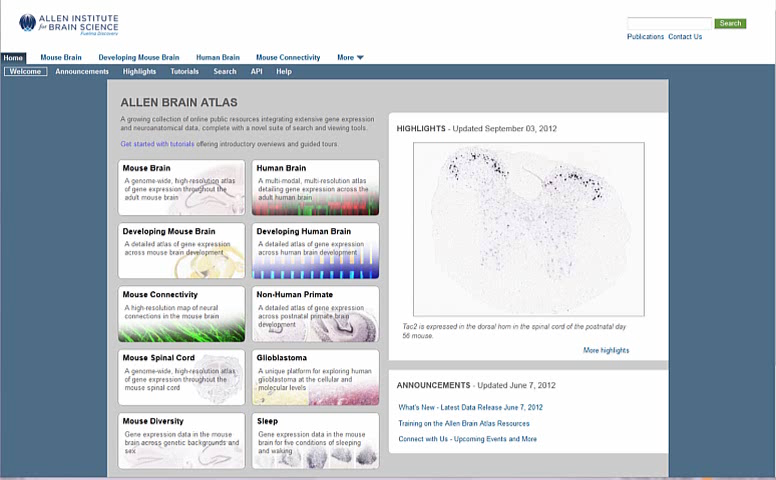 ALLEN INSTITUTE
for BRAIN SCIENCE
Fueling Discovery
Search
Publications Contact Us
Home Mouse Brain Developing Mouse Brain Human Brain Mouse Connectivity More
Welcome Announcements Highlights Tutorials Search API Help
ALLEN BRAIN ATLAS
A growing collection of online public resources integrating extensive gene expression
and neuroanatomical data, complete with a novel suite of search and viewing tools.
Get started with tutorials offering introductory overviews and guided tours.
Mouse Brain
A genome-wide, high-resolution atlas
of gene expression throughout the
adult mouse brain
Human Brain
A multi-modal, multi-resolution atlas
detailing gene expression across the
adult human brain
Developing Mouse Brain
A detailed atlas of gene expression
across mouse brain development
Developing Human Brain
A detailed atlas of gene expression
across human brain development
Mouse Connectivity
A high-resolution map of neural
connections in the mouse brain
Non-Human Primate
A detailed atlas of gene expression
across postnatal primate brain
development
Mouse Spinal Cord
A genome-wide, high-resolution atlas
of gene expression throughout the
mouse spinal cord
Glioblastoma
A unique platform for exploring human
glioblastoma at the cellular and
molecular levels
Mouse Diversity
Gene expression data in the mouse
brain across genetic backgrounds and
sex
Sleep
Gene expression data in the mouse
brain for five conditions of sleeping
and waking
HIGHLIGHTS - Updated September 03, 2012
Tac2 is expressed in the dorsal horn in the spinal cord of the postnatal day
56 mouse.
More highlights
ANNOUNCEMENTS - Updated June 7, 2012
What's New - Latest Data Release June 7, 2012
Training on the Allen Brain Atlas Resources
Connect with Us - Upcoming Events and More